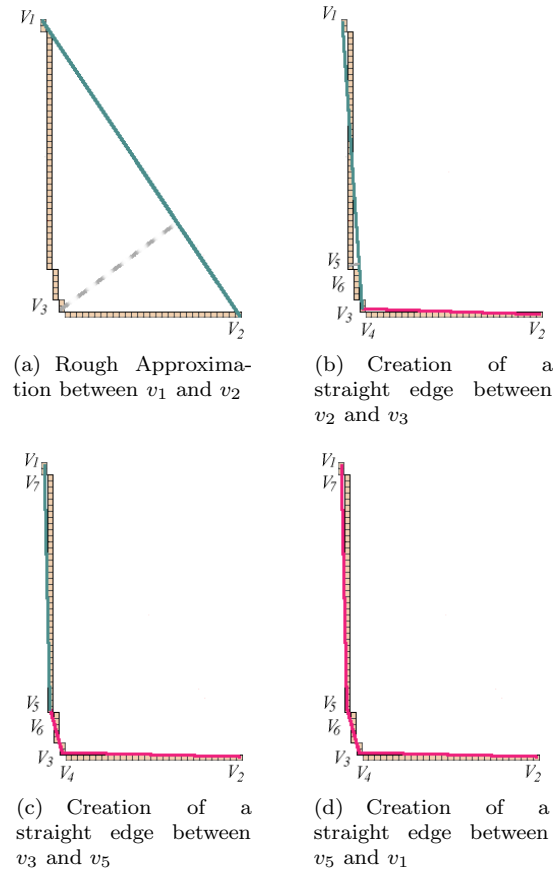 V1
V3
V2
(a) Rough Approxima-
tion between v1 and v2
V1
V5
V6
V3
V4
V2
(b) Creation of a
straight edge between
v2 and v3
V1
V7
V5
V6
V3
V4
V2
(c) Creation of a
straight edge between
v3 and v5
V1
V7
V5
V6
V3
V4
V2
(d) Creation of a
straight edge between
v5 and v1